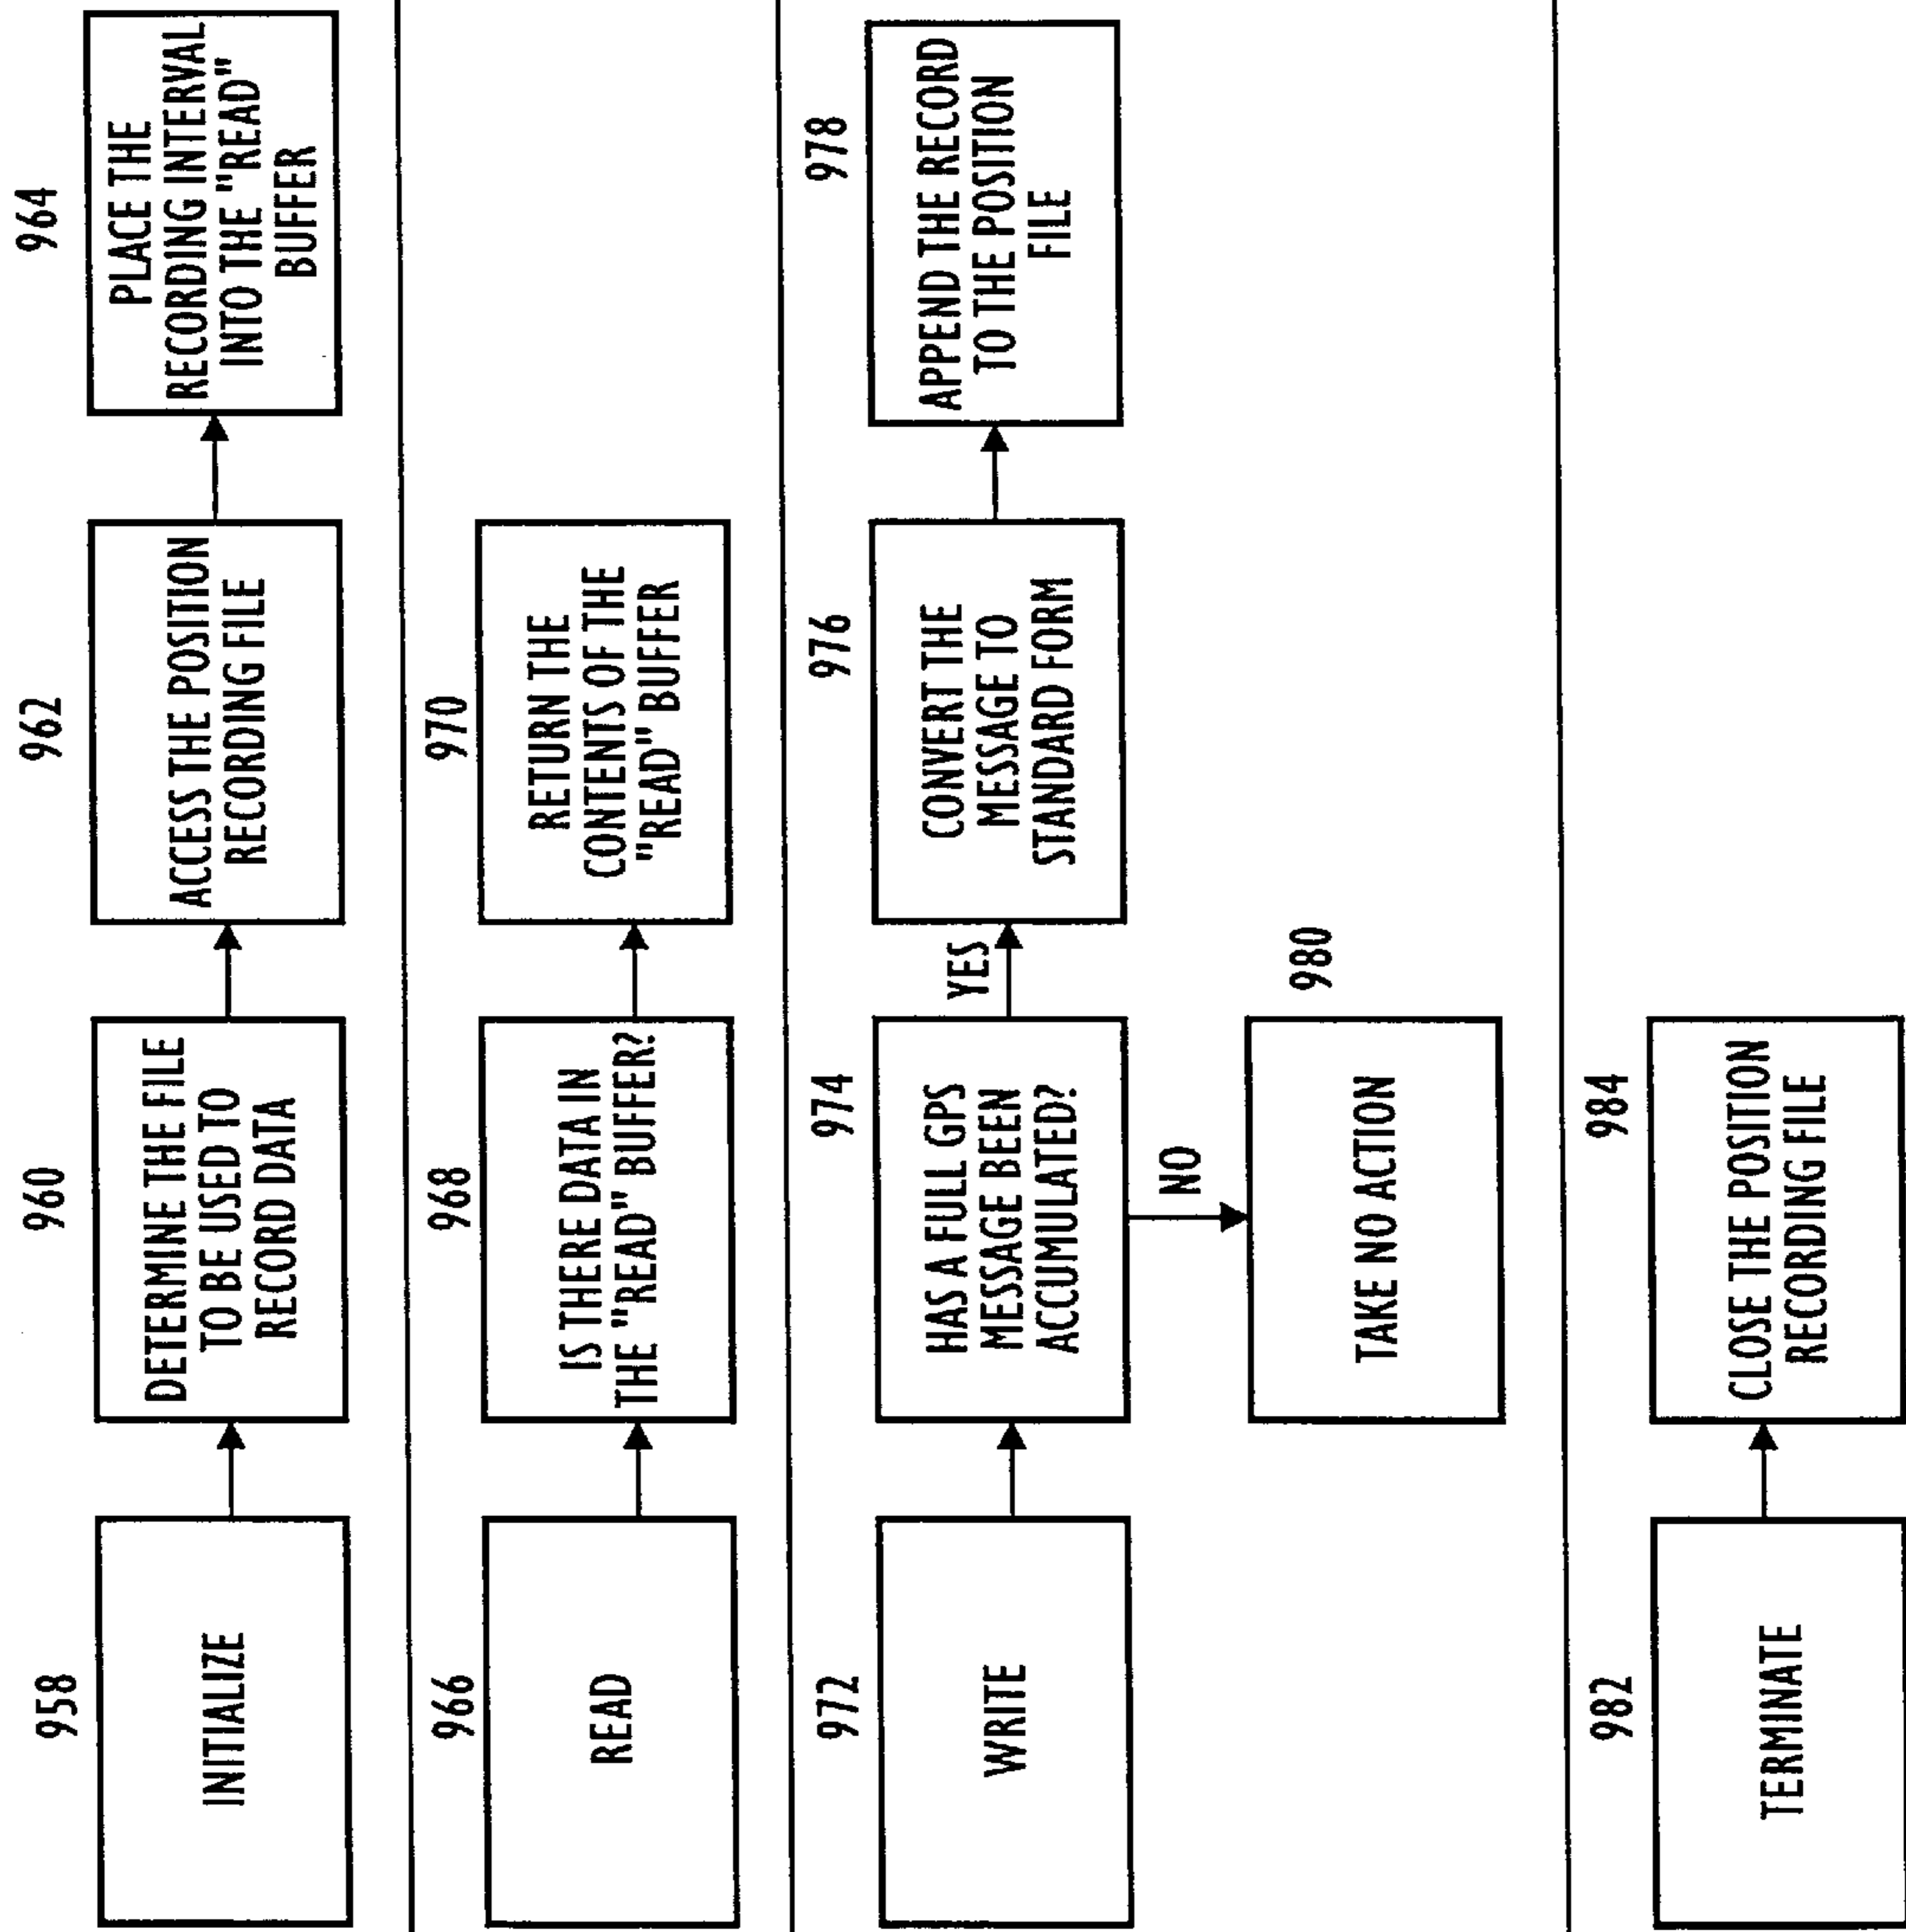 958
INITIALIZE
960
DETERMINE THE FILE
TO BE USED TO
RECORD DATA
962
ACCESS THE POSITION
RECORDING FILE
964
PLACE THE
RECORDING INTERVAL
INTO THE "READ"
BUFFER
966
READ
968
IS THERE DATA IN
THE "READ" BUFFER?
970
RETURN THE
CONTENTS OF THE
"READ" BUFFER
972
WRITE
974
HAS A FULL GPS
MESSAGE BEEN
ACCUMULATED?
YES
976
CONVERT THE
MESSAGE TO
STANDARD FORM
978
APPEND THE RECORD
TO THE POSITION
FILE
NO
980
TAKE NO ACTION
982
TERMINATE
984
CLOSE THE POSITION
RECORDING FILE